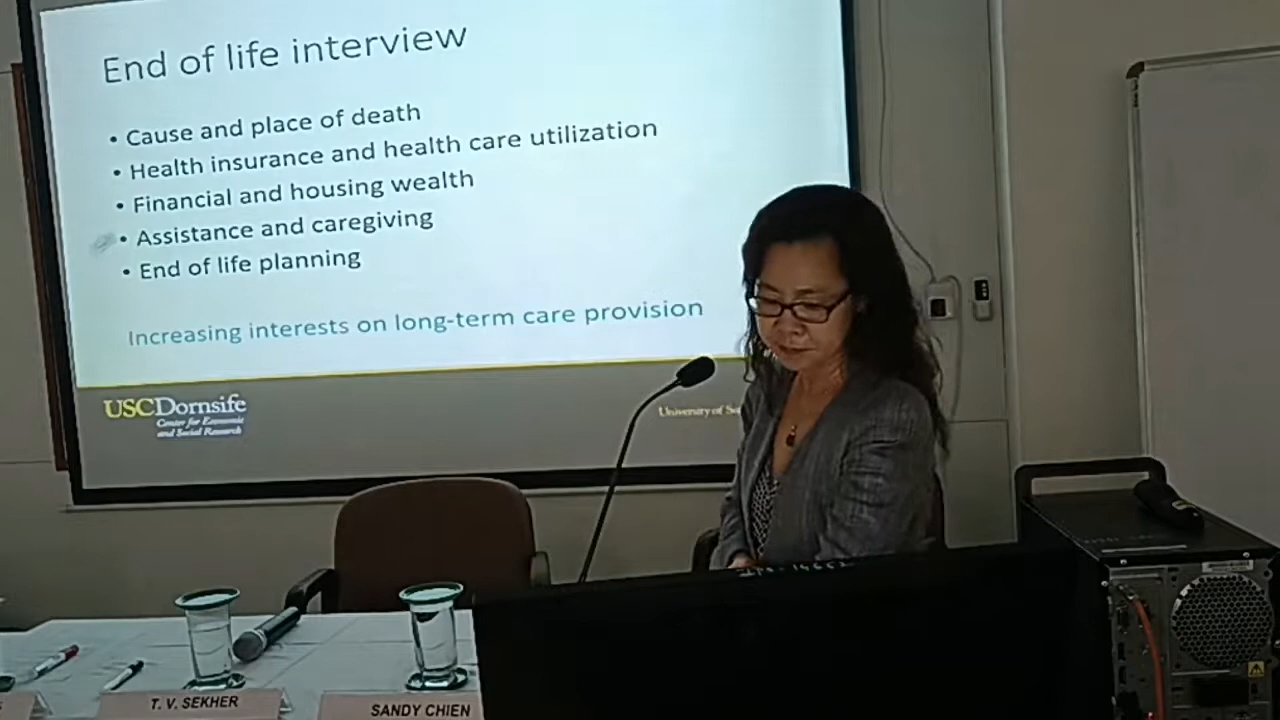 End of life interview
• Cause and place of death
• Health insurance and health care utilization
• Financial and housing wealth
• Assistance and caregiving
• End of life planning
Increasing interests on long-term care provision
USCDornsife
Center for Economic
and Social Research
University of
T. V. SEKHER
SANDY CHIEN